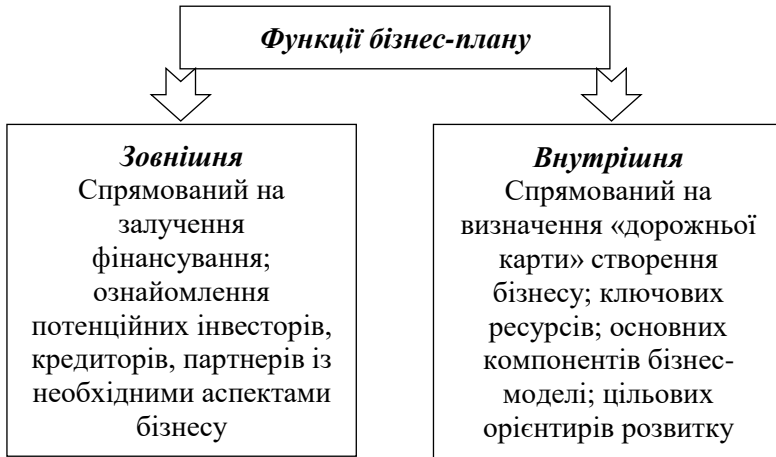 Функції бізнес-плану
Зовнішня
Спрямований на
залучення
фінансування;
ознайомлення
потенційних інвесторів,
кредиторів, партнерів із
необхідними аспектами
бізнесу
Внутрішня
Спрямований на
визначення «дорожньої
карти» створення
бізнесу; ключових
ресурсів; основних
компонентів бізнес-
моделі; цільових
орієнтирів розвитку